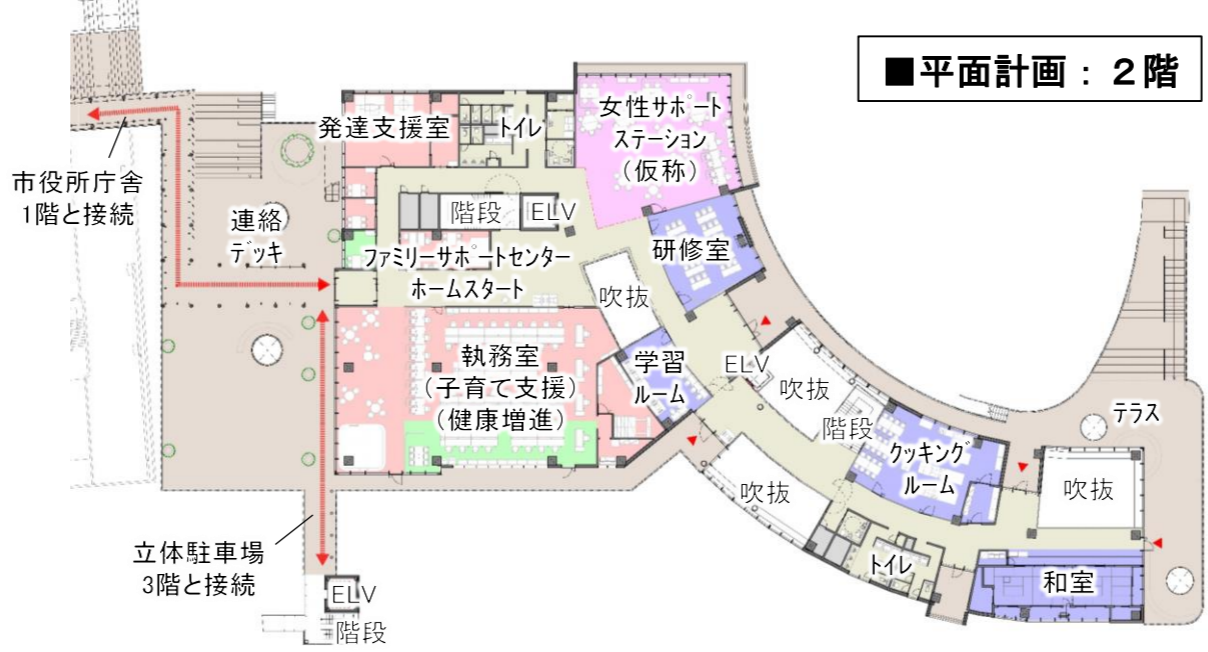 ■平面計画：２階
発達支援室
トイレ
女性サポート
ステーション
（仮称）
市役所庁舎
1階と接続
連絡
デッキ
階段
ELV
研修室
ファミリーサポートセンター
ホームスタート
吹抜
執務室
（子育て支援）
（健康増進）
学習
ルーム
ELV
吹抜
階段
クッキング
ルーム
テラス
吹抜
吹抜
立体駐車場
3階と接続
トイレ
和室
ELV
階段